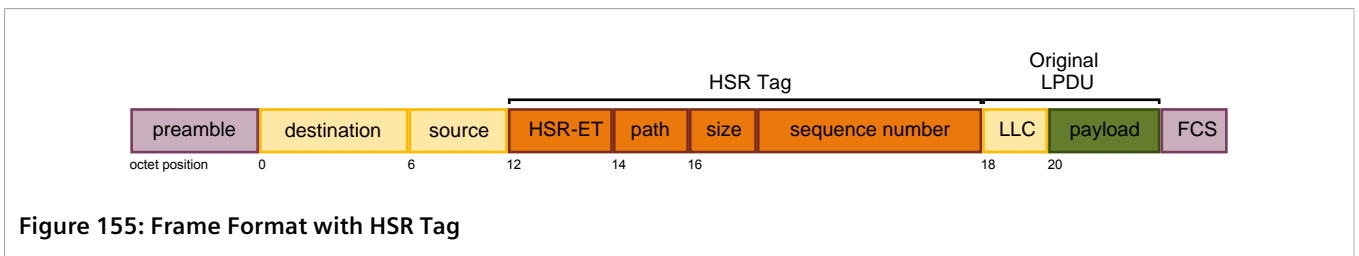 Original
LPDU
HSR Tag
preamble destination source HSR-ET path size sequence number LLC payload FCS
octet position 0 6 12 14 16 18 20
Figure 155: Frame Format with HSR Tag